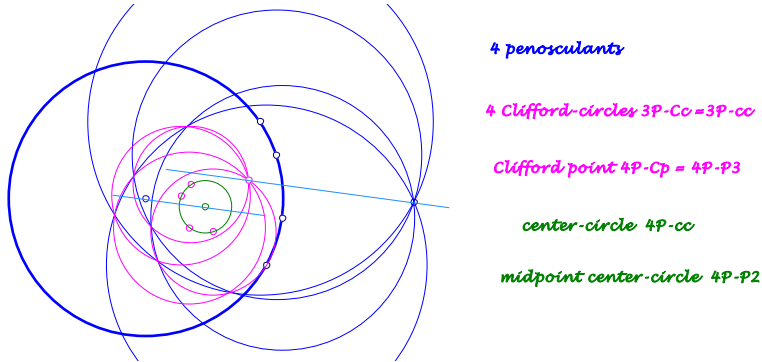 4 penosculants
4 Clifford-circles 3P-Cc =3P-cc
Clifford point 4P-Cp = 4P-P3
center-circle 4P-cc
midpoint center-circle 4P-P2